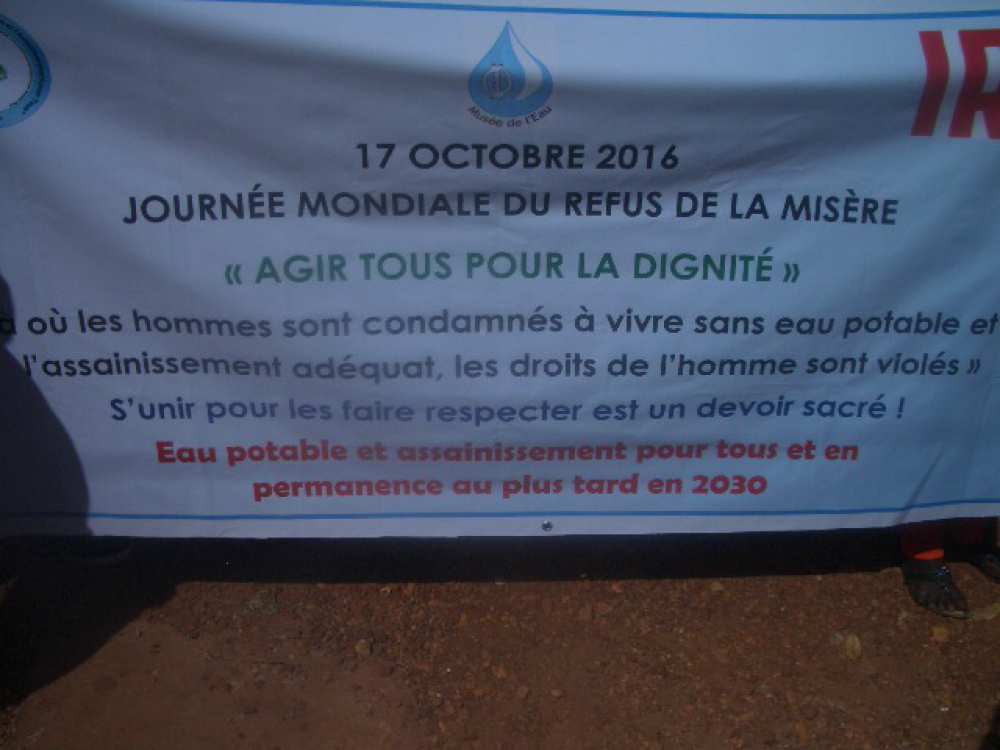 IR
Musée de l'Eau
17 OCTOBRE 2016
JOURNÉE MONDIALE DU REFUS DE LA MISÈRE
« AGIR TOUS POUR LA DIGNITÉ »
où les hommes sont condamnés à vivre sans eau potable et
l'assainissement adéquat, les droits de l'homme sont violés »
S'unir pour les faire respecter est un devoir sacré !
Eau potable et assainissement pour tous et en
permanence au plus tard en 2030